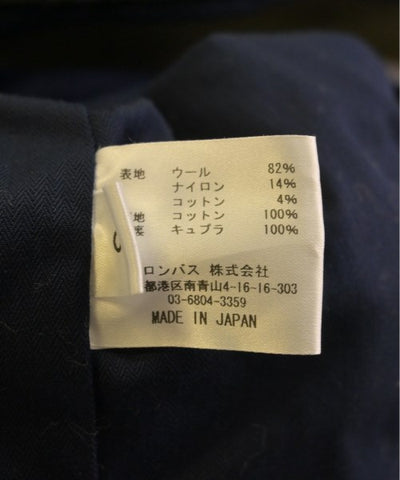 表地 ウール 82%
ナイロン 14%
コットン 4%
地 コットン 100%
裏 キュプラ 100%
ロンバス 株式会社
都港区南青山4-16-16-303
03-6804-3359
MADE IN JAPAN